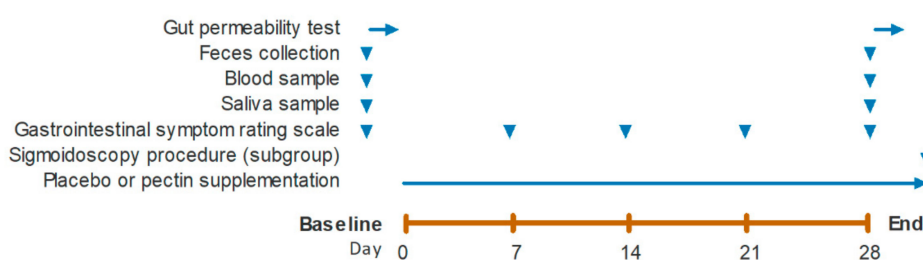 Gut permeability test
Feces collection
Blood sample
Saliva sample
Gastrointestinal symptom rating scale
Sigmoidoscopy procedure (subgroup)
Placebo or pectin supplementation
Baseline End
Day 0 7 14 21 28